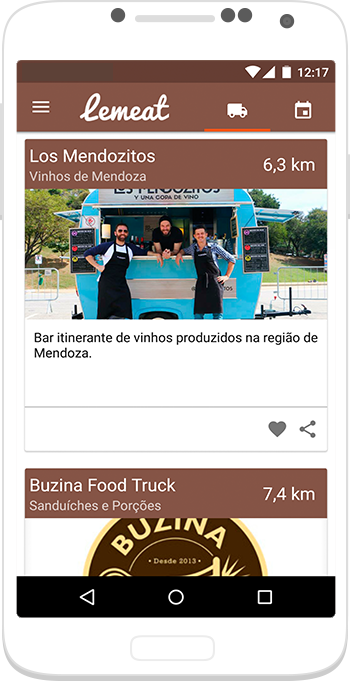 12:17
Lemeat
Los Mendozitos
Vinhos de Mendoza
6,3 km
Y UNA COPA DE VINO
Bar itinerante de vinhos produzidos na região de
Mendoza.
Buzina Food Truck
Sanduíches e Porções
7,4 km
BUZINA
• Desde 2013 •